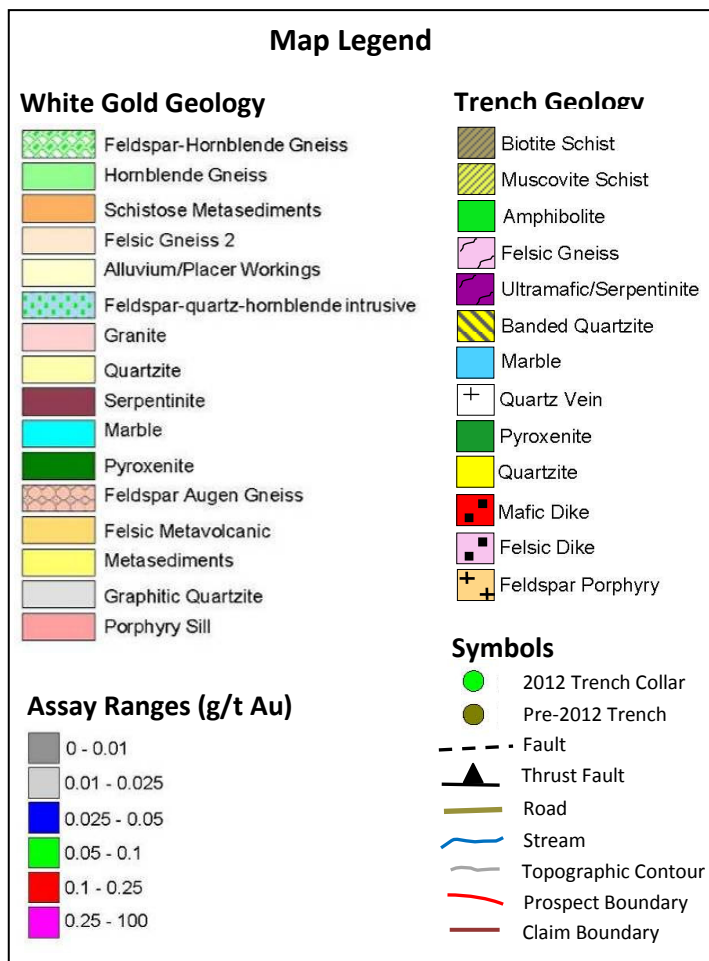 Map Legend
White Gold Geology
Feldspar-Hornblende Gneiss
Hornblende Gneiss
Schistose Metasediments
Felsic Gneiss 2
Alluvium/Placer Workings
Feldspar-quartz-hornblende intrusive
Granite
Quartzite
Serpentinite
Marble
Pyroxenite
Feldspar Augen Gneiss
Felsic Metavolcanic
Metasediments
Graphitic Quartzite
Porphyry Sill
Assay Ranges (g/t Au)
0 - 0.01
0.01 - 0.025
0.025 - 0.05
0.05 - 0.1
0.1 - 0.25
0.25 - 100
Trench Geology
Biotite Schist
Muscovite Schist
Amphibolite
Felsic Gneiss
Ultramafic/Serpentinite
Banded Quartzite
Marble
Quartz Vein
Pyroxenite
Quartzite
Mafic Dike
Felsic Dike
Feldspar Porphyry
Symbols
2012 Trench Collar
Pre-2012 Trench
Fault
Thrust Fault
Road
Stream
Topographic Contour
Prospect Boundary
Claim Boundary